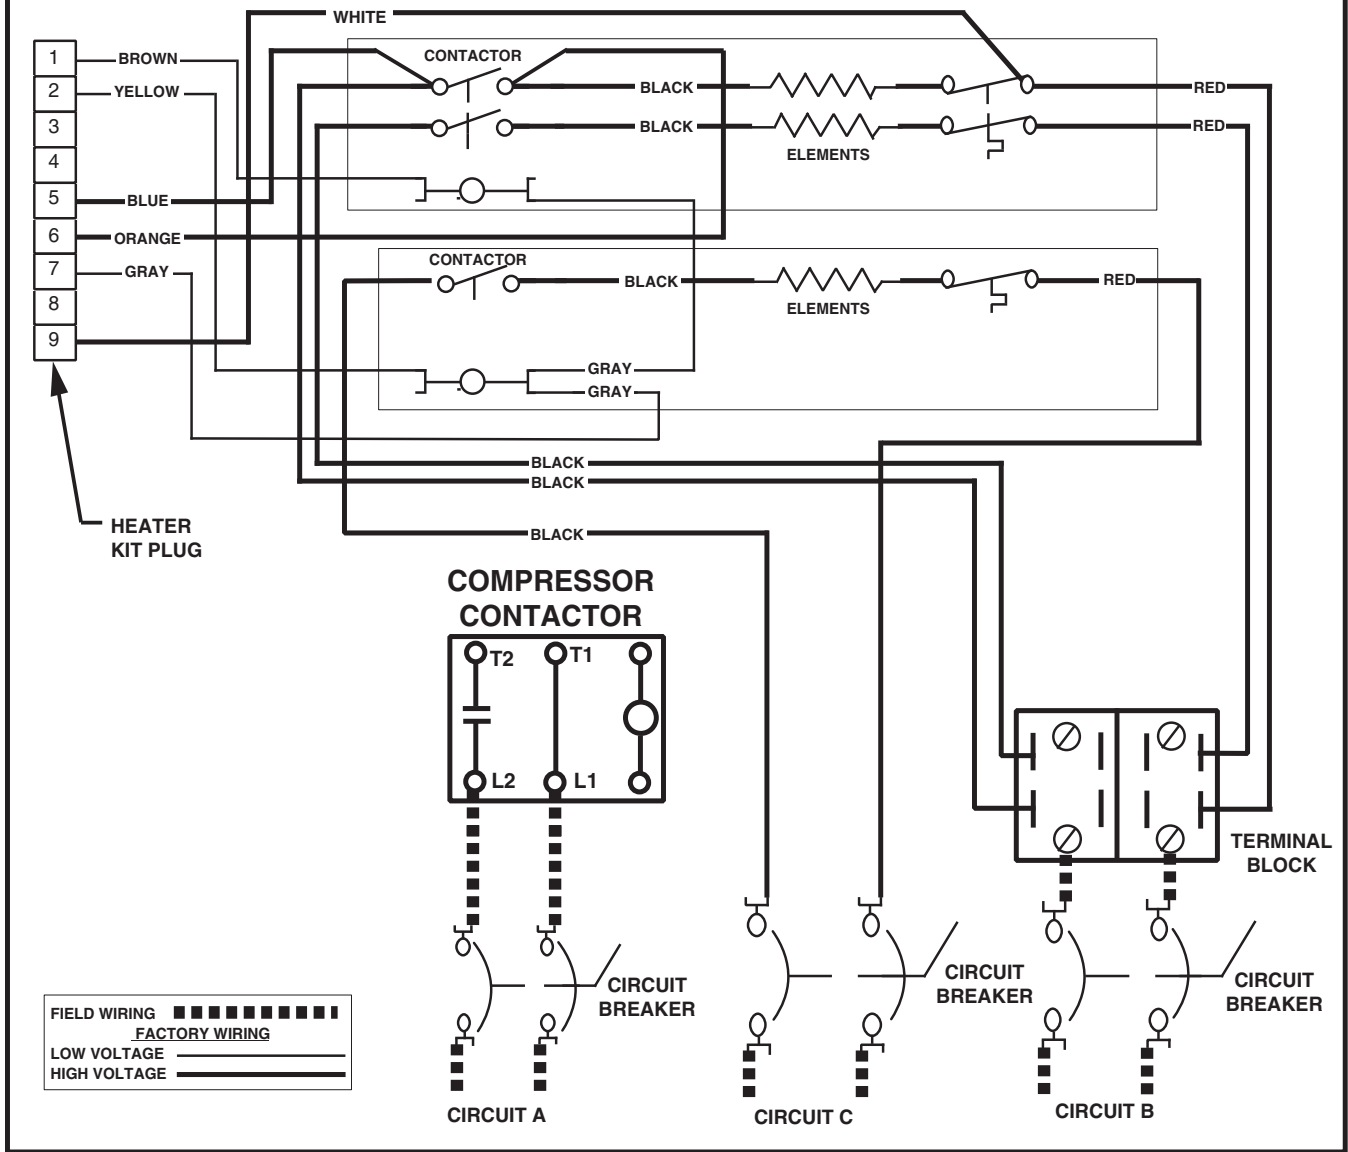 WHITE
1
BROWN
CONTACTOR
2
YELLOW
BLACK
RED
3
BLACK
RED
4
ELEMENTS
5
BLUE
6
ORANGE
7
GRAY
CONTACTOR
BLACK
RED
8
ELEMENTS
9
GRAY
GRAY
BLACK
BLACK
BLACK
HEATER
KIT PLUG
COMPRESSOR
CONTACTOR
T2
T1
L2
L1
TERMINAL
BLOCK
CIRCUIT
BREAKER
CIRCUIT
BREAKER
CIRCUIT
BREAKER
FIELD WIRING
FACTORY WIRING
LOW VOLTAGE
HIGH VOLTAGE
CIRCUIT A
CIRCUIT C
CIRCUIT B